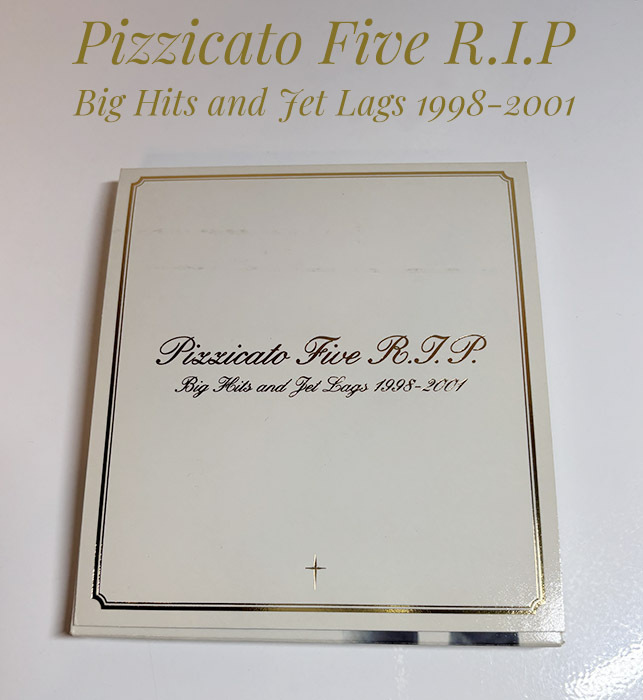 Pizzicato Five R.I.P
Big Hits and Jet Lags 1998-2001
Pizzicato Five R.I.P.
Big Hits and Jet Lags 1998-2001